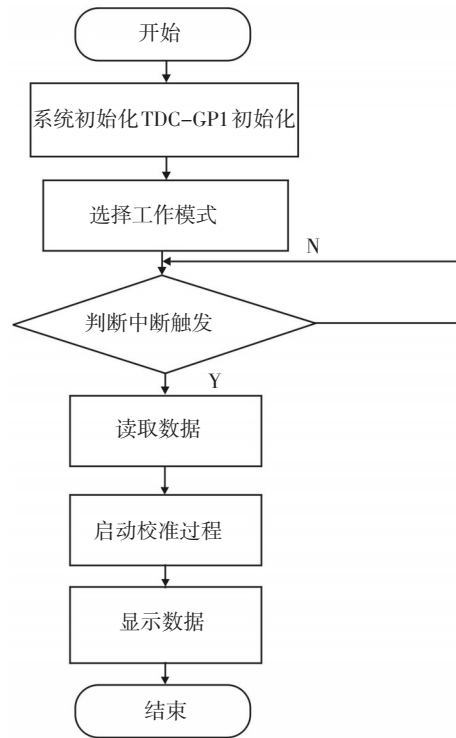 开始
系统初始化TDC-GP1初始化
选择工作模式
N
判断中断触发
Y
读取数据
启动校准过程
显示数据
结束